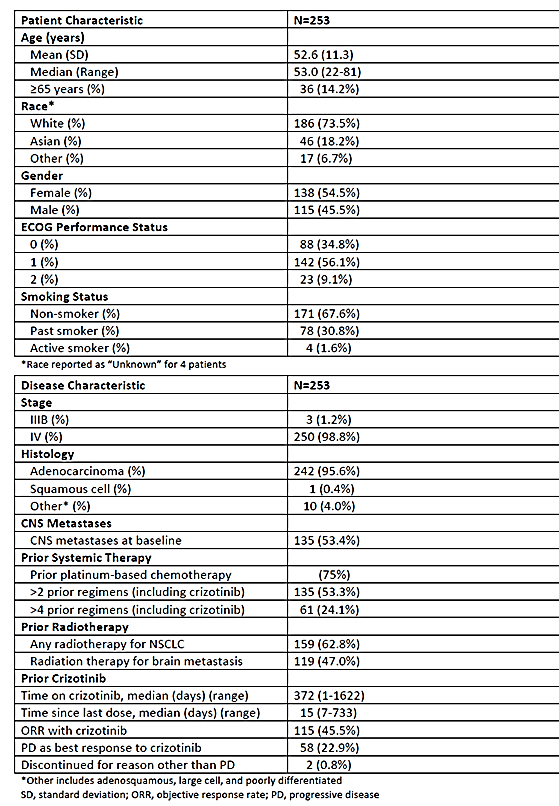 Patient Characteristic N=253
Age (years)
Mean (SD) 52.6 (11.3)
Median (Range) 53.0 (22-81)
≥65 years (%) 36 (14.2%)
Race*
White (%) 186 (73.5%)
Asian (%) 46 (18.2%)
Other (%) 17 (6.7%)
Gender
Female (%) 138 (54.5%)
Male (%) 115 (45.5%)
ECOG Performance Status
0 (%) 88 (34.8%)
1 (%) 142 (56.1%)
2 (%) 23 (9.1%)
Smoking Status
Non-smoker (%) 171 (67.6%)
Past smoker (%) 78 (30.8%)
Active smoker (%) 4 (1.6%)
*Race reported as “Unknown” for 4 patients
Disease Characteristic N=253
Stage
IIIB (%) 3 (1.2%)
IV (%) 250 (98.8%)
Histology
Adenocarcinoma (%) 242 (95.6%)
Squamous cell (%) 1 (0.4%)
Other* (%) 10 (4.0%)
CNS Metastases
CNS metastases at baseline 135 (53.4%)
Prior Systemic Therapy
Prior platinum-based chemotherapy (75%)
>2 prior regimens (including crizotinib) 135 (53.3%)
>4 prior regimens (including crizotinib) 61 (24.1%)
Prior Radiotherapy
Any radiotherapy for NSCLC 159 (62.8%)
Radiation therapy for brain metastasis 119 (47.0%)
Prior Crizotinib
Time on crizotinib, median (days) (range) 372 (1-1622)
Time since last dose, median (days) (range) 15 (7-733)
ORR with crizotinib 115 (45.5%)
PD as best response to crizotinib 58 (22.9%)
Discontinued for reason other than PD 2 (0.8%)
*Other includes adenosquamous, large cell, and poorly differentiated
SD, standard deviation; ORR, objective response rate; PD, progressive disease